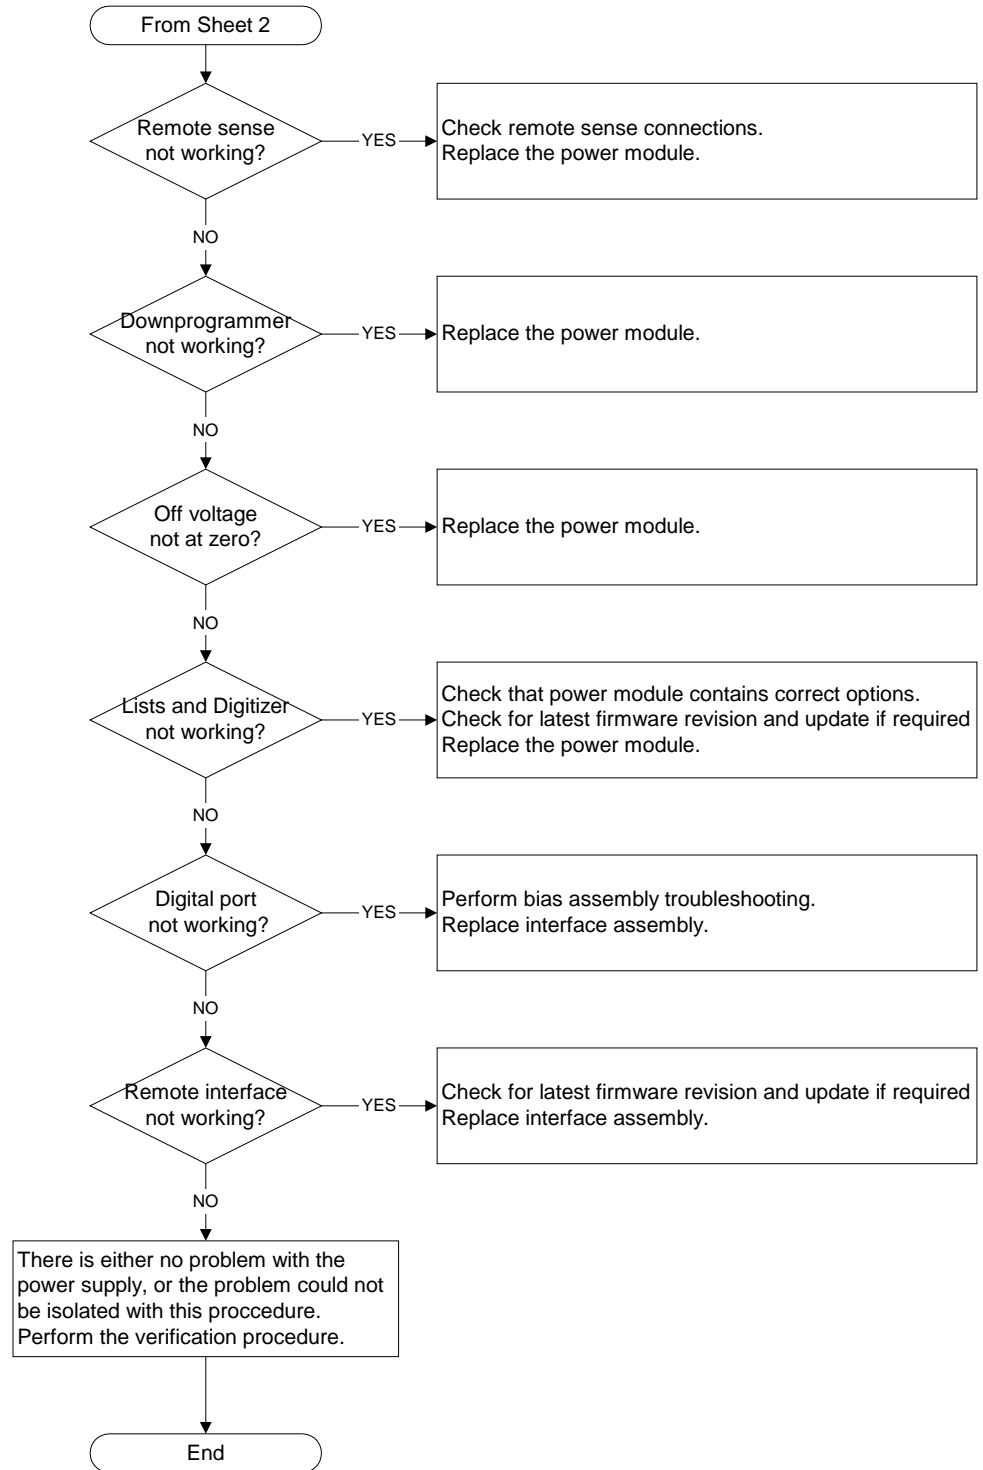 From Sheet 2
Remote sense
not working?
YES
Check remote sense connections.
Replace the power module.
NO
Downprogrammer
not working?
YES
Replace the power module.
NO
Off voltage
not at zero?
YES
Replace the power module.
NO
Lists and Digitizer
not working?
YES
Check that power module contains correct options.
Check for latest firmware revision and update if required
Replace the power module.
NO
Digital port
not working?
YES
Perform bias assembly troubleshooting.
Replace interface assembly.
NO
Remote interface
not working?
YES
Check for latest firmware revision and update if required
Replace interface assembly.
NO
There is either no problem with the
power supply, or the problem could not
be isolated with this proccedure.
Perform the verification procedure.
End